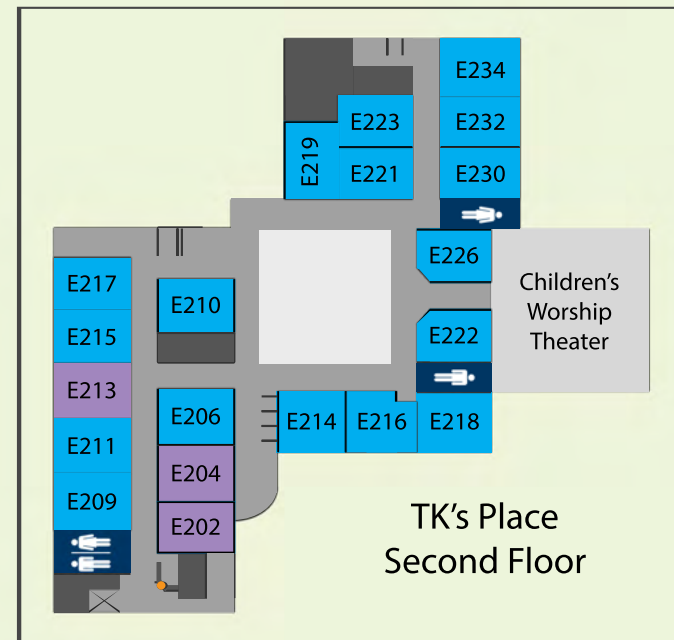 E234
E223
E232
E219
E221
E230
E226
E217
E210
Children's
Worship
Theater
E215
E222
E213
E206
E214
E216
E218
E211
E204
E209
E202
TK's Place
Second Floor